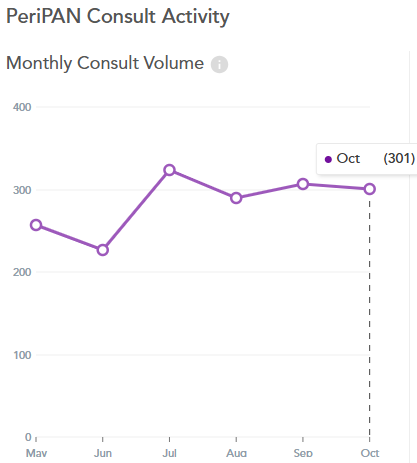 PeriPAN Consult Activity
Monthly Consult Volume i
400
Oct (301)
300
200
100
0
May Jun Jul Aug Sep Oct